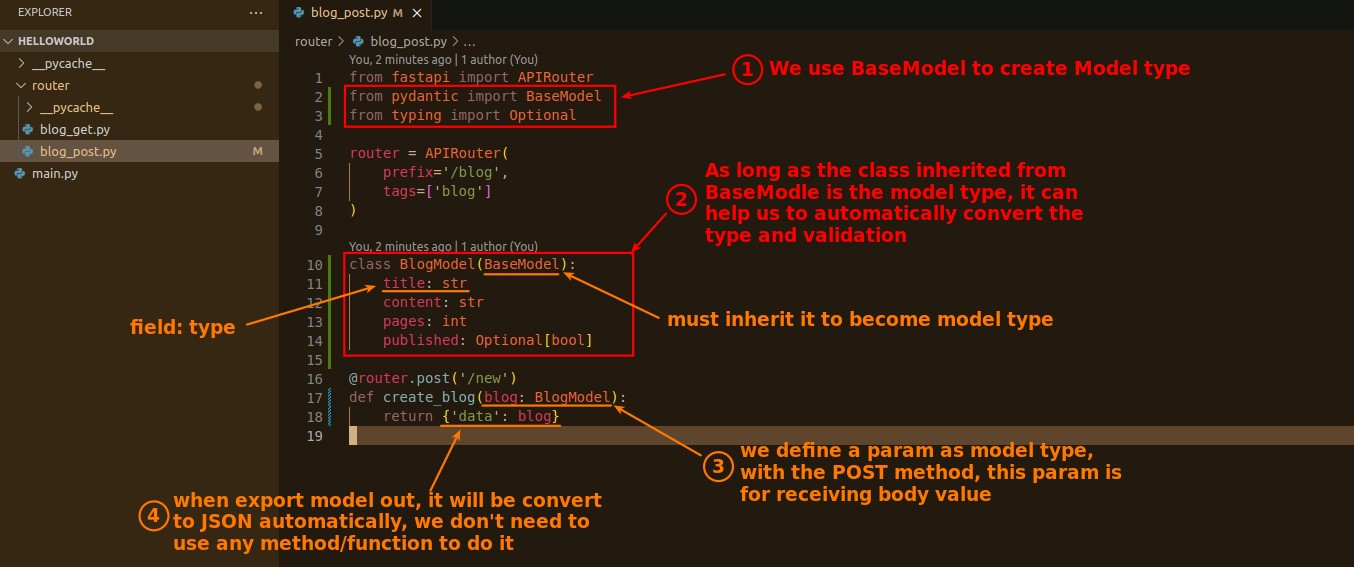 EXPLORER
...
HELLOWORLD
__pycache__
router
__pycache__
blog_get.py
blog_post.py M
main.py
blog_post.py M ×
router > blog_post.py > ...
You, 2 minutes ago | 1 author (You)
1 from fastapi import APIRouter
2 from pydantic import BaseModel
3 from typing import Optional
4
5 router = APIRouter(
6 prefix='/blog',
7 tags=['blog']
8 )
9
You, 2 minutes ago | 1 author (You)
10 class BlogModel(BaseModel):
11 title: str
12 content: str
13 pages: int
14 published: Optional[bool]
15
16 @router.post('/new')
17 def create_blog(blog: BlogModel):
18 return {'data': blog}
19
1 We use BaseModel to create Model type
2 As long as the class inherited from
BaseModle is the model type, it can
help us to automatically convert the
type and validation
field: type
must inherit it to become model type
3 we define a param as model type,
with the POST method, this param is
for receiving body value
4 when export model out, it will be convert
to JSON automatically, we don't need to
use any method/function to do it